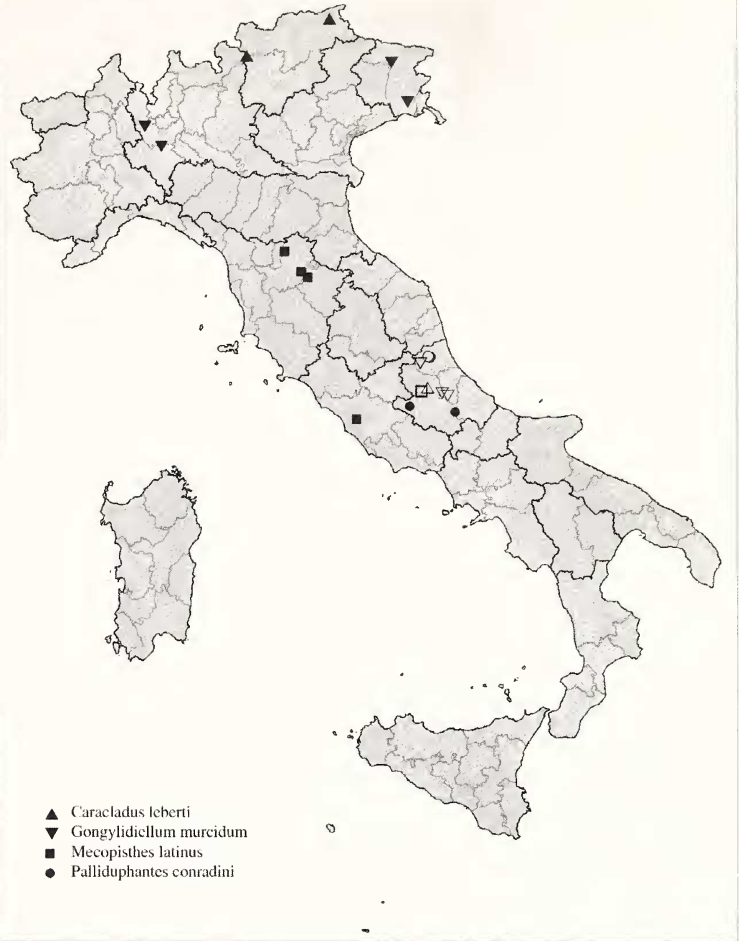 Caracladus leberti
Gongylidiellum murcidum
Mecopisthes latinus
Palliduphantes conradini